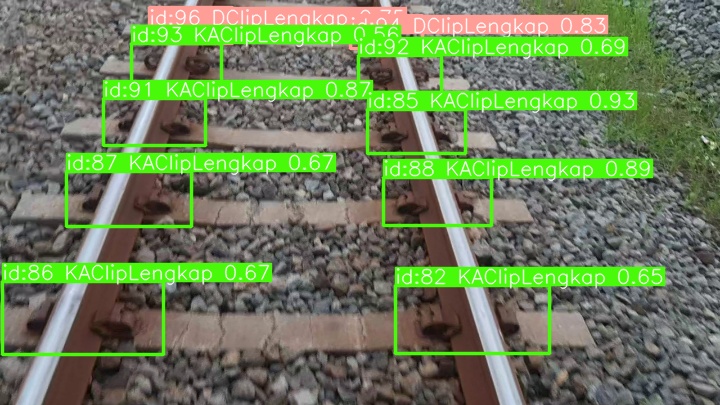 id:96 DClipLengkap 0.75
DClipLengkap 0.83
id:93 KAClipLengkap 0.56
id:92 KAClipLengkap 0.69
id:91 KAClipLengkap 0.87
id:85 KAClipLengkap 0.93
id:87 KAClipLengkap 0.67
id:88 KAClipLengkap 0.89
id:86 KAClipLengkap 0.67
id:82 KAClipLengkap 0.65